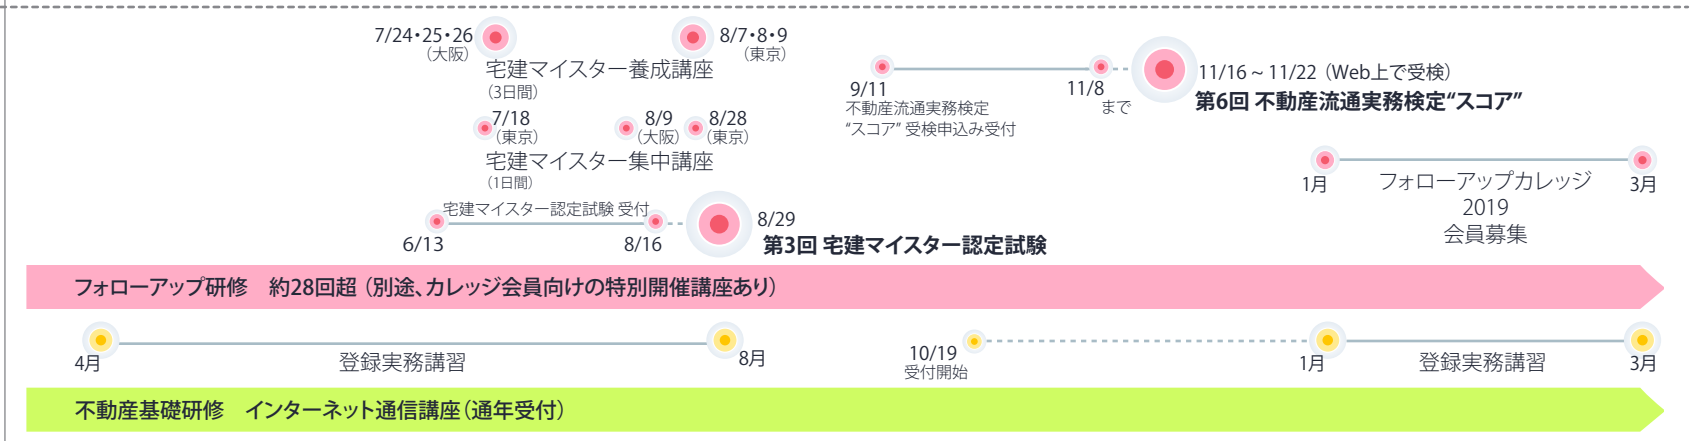 7/24・25・26
（大阪）
8/7・8・9
（東京）
宅建マイスター養成講座
（3日間）
7/18
（東京）
8/9
（大阪）
8/28
（東京）
宅建マイスター集中講座
（1日間）
宅建マイスター認定試験 受付
6/13
8/16
8/29
第3回 宅建マイスター認定試験
9/11
不動産流通実務検定
“スコア” 受検申込み受付
11/8
まで
11/16 ~ 11/22（Web上で受検）
第6回 不動産流通実務検定“スコア”
1月
フォローアップカレッジ
2019
会員募集
3月
フォローアップ研修　約28回超（別途、カレッジ会員向けの特別開催講座あり）
4月
登録実務講習
8月
10/19
受付開始
1月
登録実務講習
3月
不動産基礎研修　インターネット通信講座（通年受付）